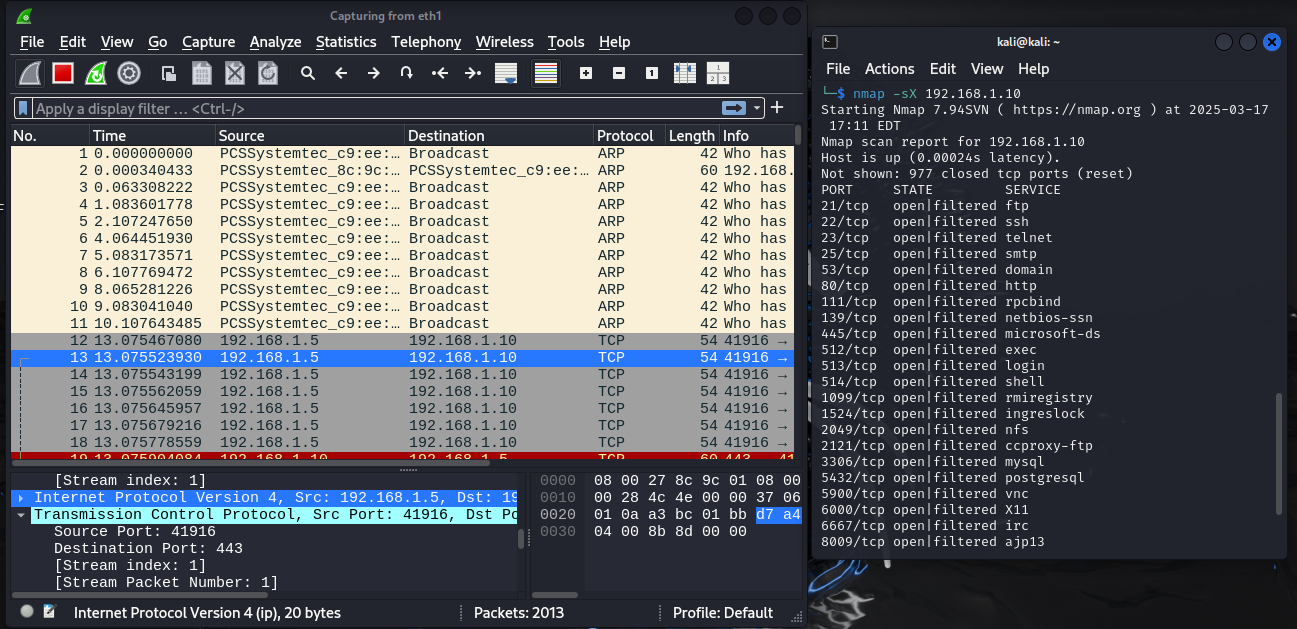 Capturing from eth1
File Edit View Go Capture Analyze Statistics Telephony Wireless Tools Help
Apply a display filter ... <Ctrl-/>
No. Time Source Destination Protocol Length Info
1 0.000000000 PCSSystemtec_c9:ee:… Broadcast ARP 42 Who has
2 0.000340433 PCSSystemtec_8c:9c:… PCSSystemtec_c9:ee:… ARP 60 192.168.
3 0.063308222 PCSSystemtec_c9:ee:… Broadcast ARP 42 Who has
4 1.083601778 PCSSystemtec_c9:ee:… Broadcast ARP 42 Who has
5 2.107247650 PCSSystemtec_c9:ee:… Broadcast ARP 42 Who has
6 4.064451930 PCSSystemtec_c9:ee:… Broadcast ARP 42 Who has
7 5.083173571 PCSSystemtec_c9:ee:… Broadcast ARP 42 Who has
8 6.107769472 PCSSystemtec_c9:ee:… Broadcast ARP 42 Who has
9 8.065281226 PCSSystemtec_c9:ee:… Broadcast ARP 42 Who has
10 9.083041040 PCSSystemtec_c9:ee:… Broadcast ARP 42 Who has
11 10.107643485 PCSSystemtec_c9:ee:… Broadcast ARP 42 Who has
12 13.075467080 192.168.1.5 192.168.1.10 TCP 54 41916 →
13 13.075523930 192.168.1.5 192.168.1.10 TCP 54 41916 →
14 13.075543199 192.168.1.5 192.168.1.10 TCP 54 41916 →
15 13.075562059 192.168.1.5 192.168.1.10 TCP 54 41916 →
16 13.075645957 192.168.1.5 192.168.1.10 TCP 54 41916 →
17 13.075679216 192.168.1.5 192.168.1.10 TCP 54 41916 →
18 13.075778559 192.168.1.5 192.168.1.10 TCP 54 41916 →
19 13.075904084 192.168.1.10 192.168.1.5 TCP 60 443
[Stream index: 1]
Internet Protocol Version 4, Src: 192.168.1.5, Dst: 19
Transmission Control Protocol, Src Port: 41916, Dst Po
Source Port: 41916
Destination Port: 443
[Stream index: 1]
[Stream Packet Number: 1]
0000 08 00 27 8c 9c 01 08 00
0010 00 28 4c 4e 00 00 37 06
0020 01 0a a3 bc 01 bb d7 a4
0030 04 00 8b 8d 00 00
Internet Protocol Version 4 (ip), 20 bytes Packets: 2013 Profile: Default
kali@kali: ~
File Actions Edit View Help
└─$ nmap -sX 192.168.1.10
Starting Nmap 7.94SVN ( https://nmap.org ) at 2025-03-17
17:11 EDT
Nmap scan report for 192.168.1.10
Host is up (0.00024s latency).
Not shown: 977 closed tcp ports (reset)
PORT STATE SERVICE
21/tcp open|filtered ftp
22/tcp open|filtered ssh
23/tcp open|filtered telnet
25/tcp open|filtered smtp
53/tcp open|filtered domain
80/tcp open|filtered http
111/tcp open|filtered rpcbind
139/tcp open|filtered netbios-ssn
445/tcp open|filtered microsoft-ds
512/tcp open|filtered exec
513/tcp open|filtered login
514/tcp open|filtered shell
1099/tcp open|filtered rmiregistry
1524/tcp open|filtered ingreslock
2049/tcp open|filtered nfs
2121/tcp open|filtered ccproxy-ftp
3306/tcp open|filtered mysql
5432/tcp open|filtered postgresql
5900/tcp open|filtered vnc
6000/tcp open|filtered X11
6667/tcp open|filtered irc
8009/tcp open|filtered ajp13